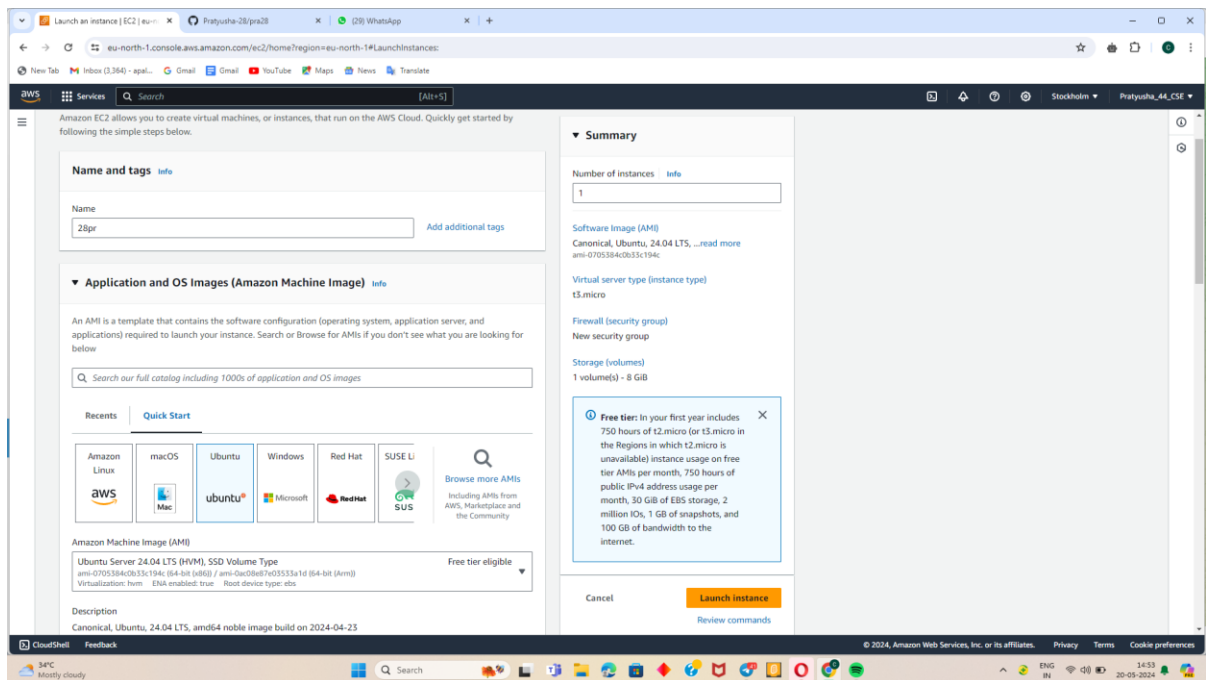 Launch an instance | EC2 | eu-n
Pratyusha-28/pra28
(29) WhatsApp
eu-north-1.console.aws.amazon.com/ec2/home?region=eu-north-1#LaunchInstances:
New Tab
Inbox (3,364) - apal...
Gmail
Gmail
YouTube
Maps
News
Translate
aws
Services
Search
[Alt+S]
Stockholm
Pratyusha_44_CSE
Amazon EC2 allows you to create virtual machines, or instances, that run on the AWS Cloud. Quickly get started by
following the simple steps below.
Name and tags Info
Name
28pr
Add additional tags
Application and OS Images (Amazon Machine Image) Info
An AMI is a template that contains the software configuration (operating system, application server, and
applications) required to launch your instance. Search or Browse for AMIs if you don't see what you are looking for
below
Search our full catalog including 1000s of application and OS images
Recents
Quick Start
Amazon
Linux
aws
macOS
Mac
Ubuntu
ubuntu
Windows
Microsoft
Red Hat
RedHat
SUSE Li
SUS
Browse more AMIs
Including AMIs from
AWS, Marketplace and
the Community
Amazon Machine Image (AMI)
Ubuntu Server 24.04 LTS (HVM), SSD Volume Type
Free tier eligible
ami-0705384c0b33c194c (64-bit (x86)) / ami-0ac08e87e03533a1d (64-bit (Arm))
Virtualization: hvm ENA enabled: true Root device type: ebs
Description
Canonical, Ubuntu, 24.04 LTS, amd64 noble image build on 2024-04-23
Summary
Number of instances Info
1
Software Image (AMI)
Canonical, Ubuntu, 24.04 LTS, ...read more
ami-0705384c0b33c194c
Virtual server type (instance type)
t3.micro
Firewall (security group)
New security group
Storage (volumes)
1 volume(s) - 8 GiB
Free tier: In your first year includes
750 hours of t2.micro (or t3.micro in
the Regions in which t2.micro is
unavailable) instance usage on free
tier AMIs per month, 750 hours of
public IPv4 address usage per
month, 30 GiB of EBS storage, 2
million IOs, 1 GB of snapshots, and
100 GB of bandwidth to the
internet.
Cancel
Launch instance
Review commands
CloudShell
Feedback
© 2024, Amazon Web Services, Inc. or its affiliates.
Privacy
Terms
Cookie preferences
34°C
Mostly cloudy
Search
ENG
IN
14:53
20-05-2024